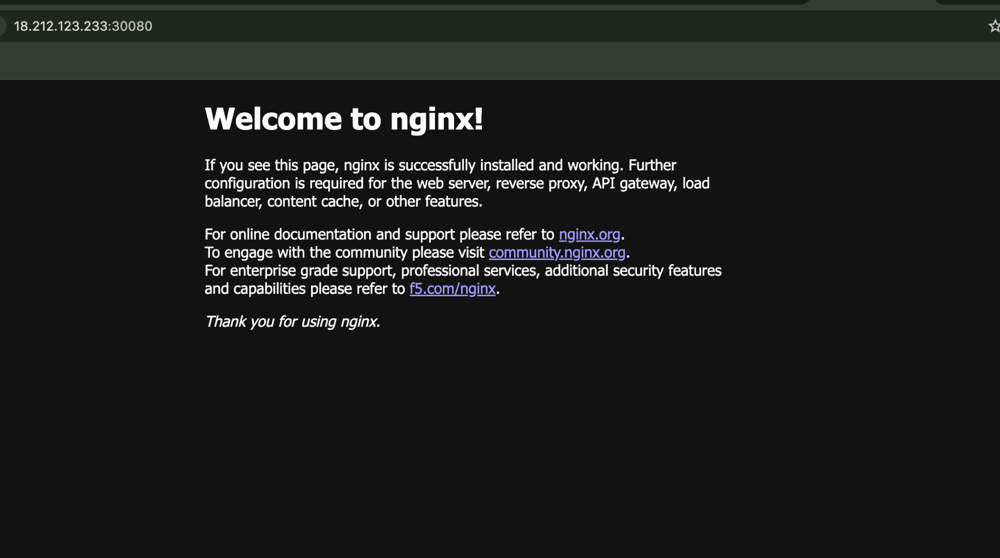 18.212.123.233:30080
Welcome to nginx!
If you see this page, nginx is successfully installed and working. Further
configuration is required for the web server, reverse proxy, API gateway, load
balancer, content cache, or other features.
For online documentation and support please refer to nginx.org.
To engage with the community please visit community.nginx.org.
For enterprise grade support, professional services, additional security features
and capabilities please refer to f5.com/nginx.
Thank you for using nginx.